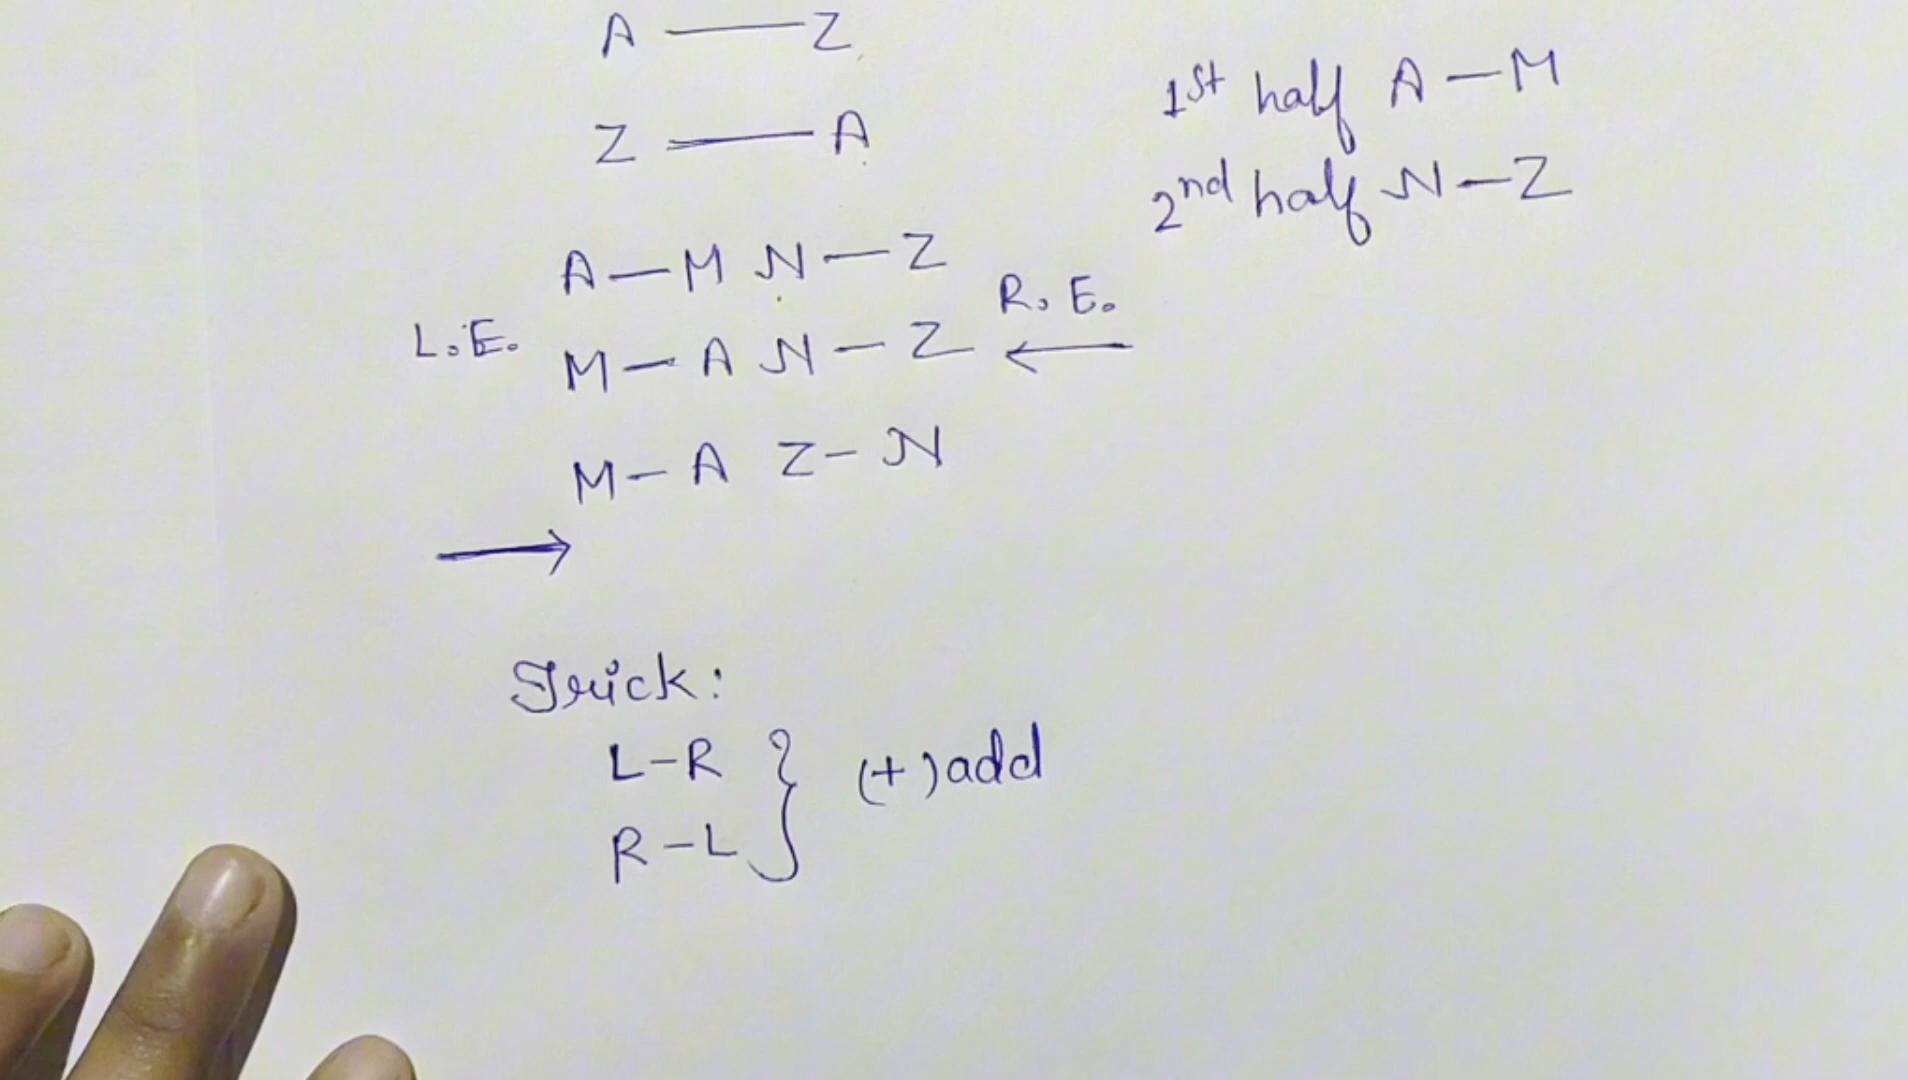 A — Z
Z — A
1st half A — M
2nd half N — Z
A — M N — Z
L.E. M — A N — Z R.E. ←
M — A Z — N
→
Trick:
L - R } (+) add
R - L